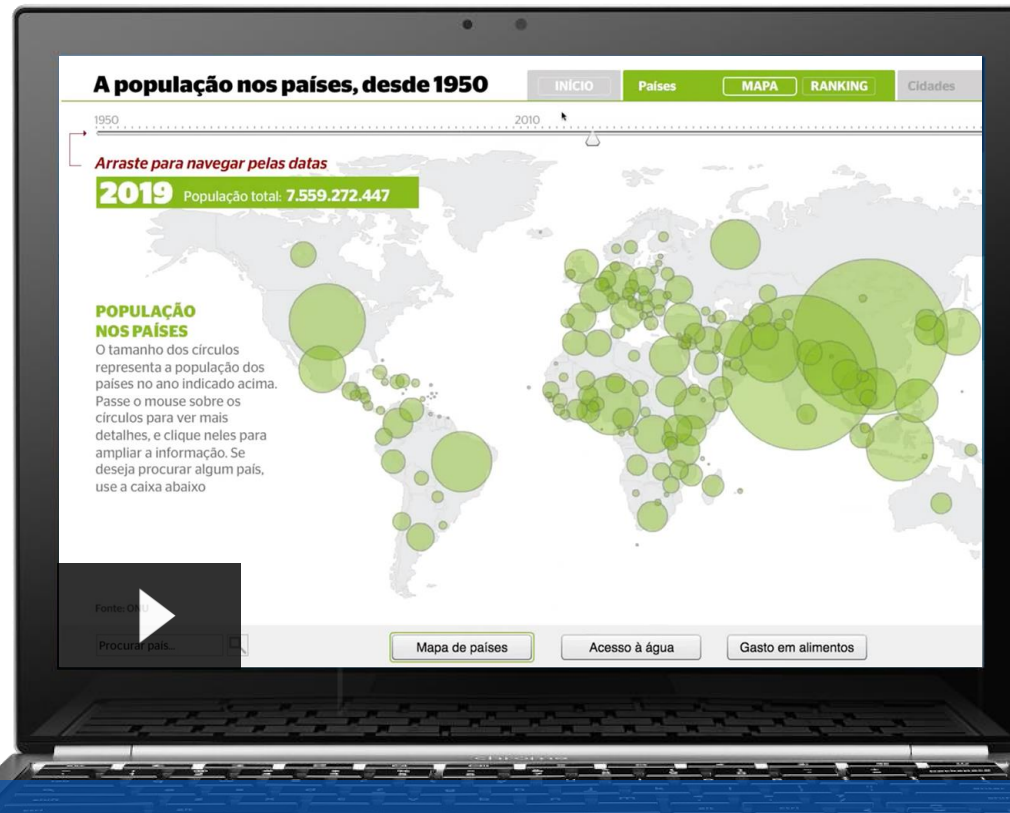 A população nos países, desde 1950
INÍCIO
Países
MAPA
RANKING
Cidades
1950
2010
Arraste para navegar pelas datas
2019 População total: 7.559.272.447
POPULAÇÃO
NOS PAÍSES
O tamanho dos círculos
representa a população dos
países no ano indicado acima.
Passe o mouse sobre os
círculos para ver mais
detalhes, e clique neles para
ampliar a informação. Se
deseja procurar algum país,
use a caixa abaixo
Fonte: ONU
Procurar país...
Mapa de países
Acesso à água
Gasto em alimentos
chrome